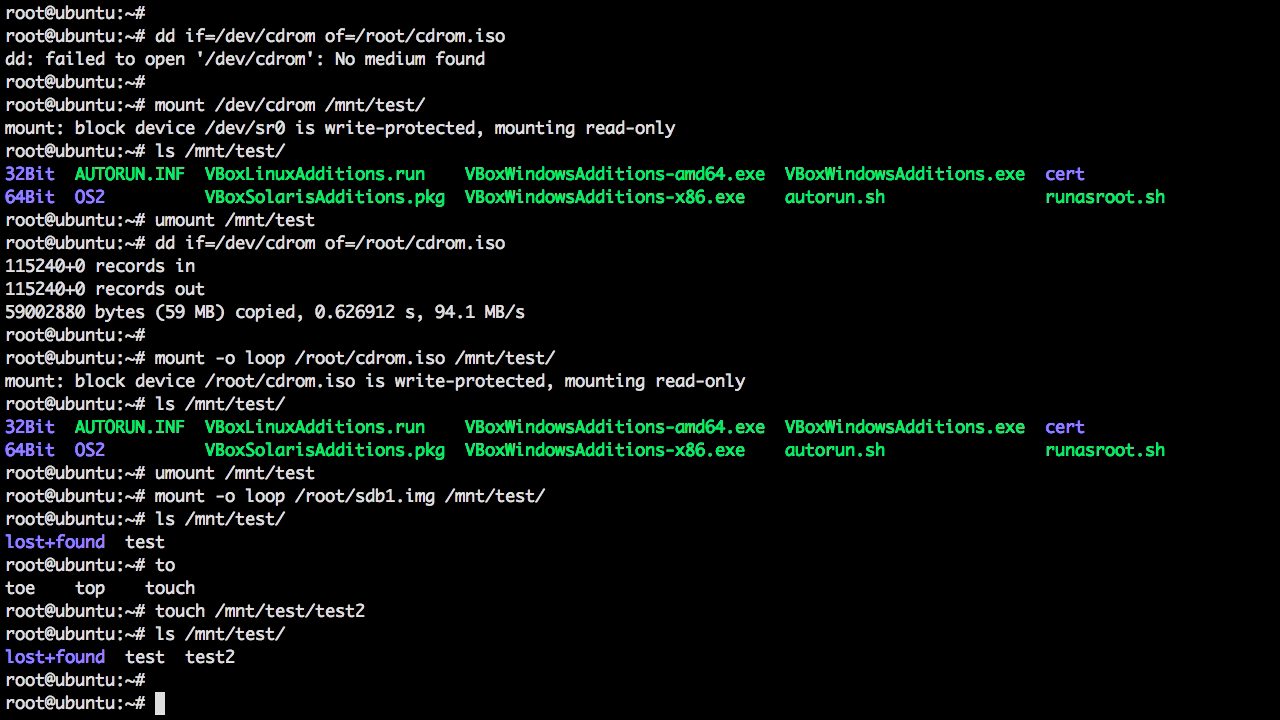 root@ubuntu:~#
root@ubuntu:~# dd if=/dev/cdrom of=/root/cdrom.iso
dd: failed to open '/dev/cdrom': No medium found
root@ubuntu:~#
root@ubuntu:~# mount /dev/cdrom /mnt/test/
mount: block device /dev/sr0 is write-protected, mounting read-only
root@ubuntu:~# ls /mnt/test/
32Bit  AUTORUN.INF  VBoxLinuxAdditions.run    VBoxWindowsAdditions-amd64.exe  VBoxWindowsAdditions.exe  cert
64Bit  OS2          VBoxSolarisAdditions.pkg  VBoxWindowsAdditions-x86.exe    autorun.sh                runasroot.sh
root@ubuntu:~# umount /mnt/test
root@ubuntu:~# dd if=/dev/cdrom of=/root/cdrom.iso
115240+0 records in
115240+0 records out
59002880 bytes (59 MB) copied, 0.626912 s, 94.1 MB/s
root@ubuntu:~#
root@ubuntu:~# mount -o loop /root/cdrom.iso /mnt/test/
mount: block device /root/cdrom.iso is write-protected, mounting read-only
root@ubuntu:~# ls /mnt/test/
32Bit  AUTORUN.INF  VBoxLinuxAdditions.run    VBoxWindowsAdditions-amd64.exe  VBoxWindowsAdditions.exe  cert
64Bit  OS2          VBoxSolarisAdditions.pkg  VBoxWindowsAdditions-x86.exe    autorun.sh                runasroot.sh
root@ubuntu:~# umount /mnt/test
root@ubuntu:~# mount -o loop /root/sdb1.img /mnt/test/
root@ubuntu:~# ls /mnt/test/
lost+found  test
root@ubuntu:~# to
toe    top    touch
root@ubuntu:~# touch /mnt/test/test2
root@ubuntu:~# ls /mnt/test/
lost+found  test  test2
root@ubuntu:~#
root@ubuntu:~#